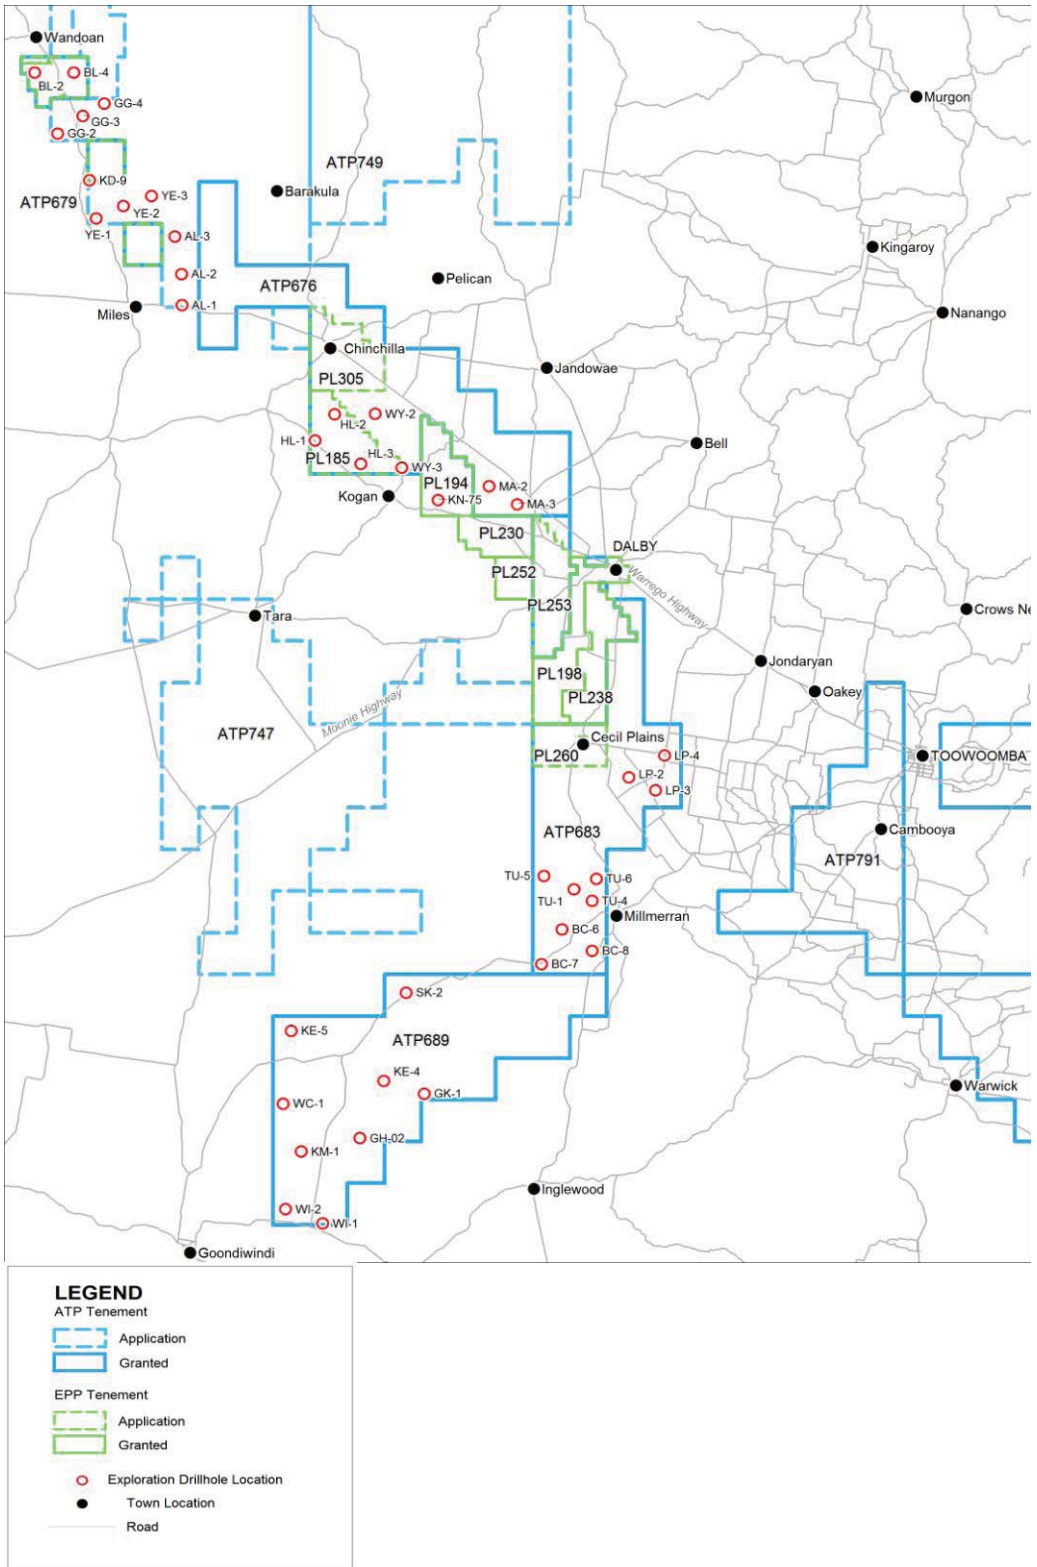 Wandoan
BL-4
BL-2
Murgon
GG-4
GG-3
GG-2
ATP749
KD-9
Barakula
YE-3
ATP679
YE-2
YE-1
AL-3
Kingaroy
AL-2
Pelican
ATP676
AL-1
Miles
Nanango
Chinchilla
Jandowae
PL305
WY-2
HL-2
HL-1
Bell
HL-3
PL185
WY-3
PL194
MA-2
Kogan
KN-75
MA-3
PL230
DALBY
PL252
Warrego Highway
PL253
Crows Ne
Tara
Jondaryan
PL198
Oakey
PL238
Moonie Highway
ATP747
Cecil Plains
PL260
LP-4
TOOWOOMBA
LP-2
LP-3
ATP683
Cambooya
ATP791
TU-5
TU-6
TU-1
TU-4
Millmerran
BC-6
BC-8
BC-7
SK-2
KE-5
ATP689
KE-4
Warwick
GK-1
WC-1
GH-02
KM-1
Inglewood
WI-2
WI-1
Goondiwindi
LEGEND
ATP Tenement
Application
Granted
EPP Tenement
Application
Granted
Exploration Drillhole Location
Town Location
Road